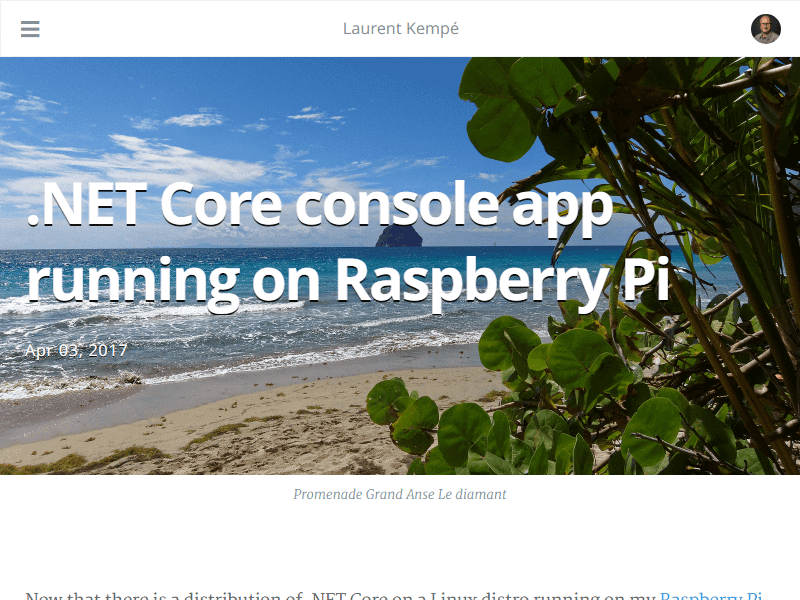 Laurent Kempé
.NET Core console app
running on Raspberry Pi
Apr 03, 2017
Promenade Grand Anse Le diamant
Now that there is a distribution of .NET Core on a Linux distro running on my Raspberry Pi